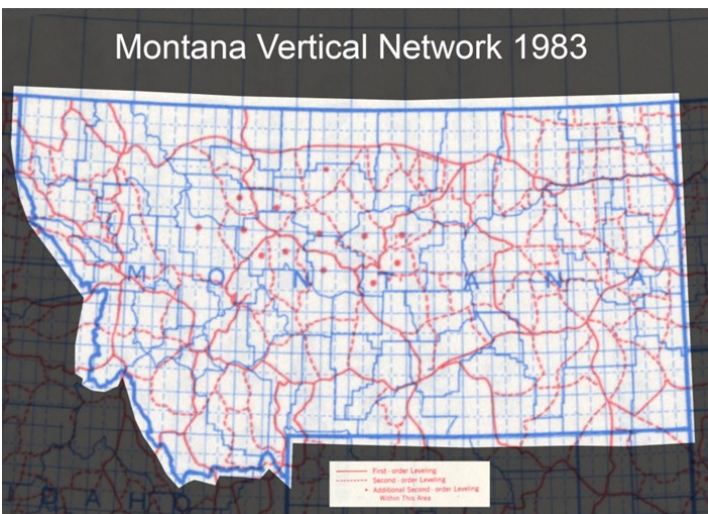 Montana Vertical Network 1983
M O N T A N A
First - order Leveling
Second - order Leveling
Additional Second - order Leveling
Within This Area
I D A H O